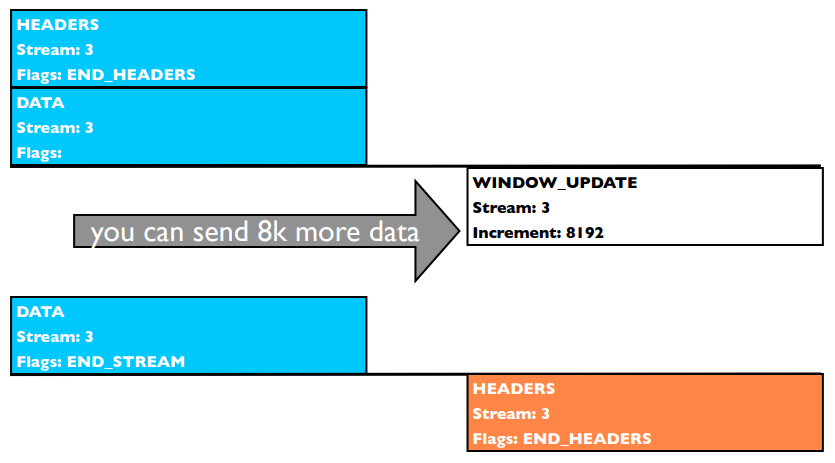 HEADERS
Stream: 3
Flags: END_HEADERS
DATA
Stream: 3
Flags:
WINDOW_UPDATE
Stream: 3
Increment: 8192
you can send 8k more data
DATA
Stream: 3
Flags: END_STREAM
HEADERS
Stream: 3
Flags: END_HEADERS